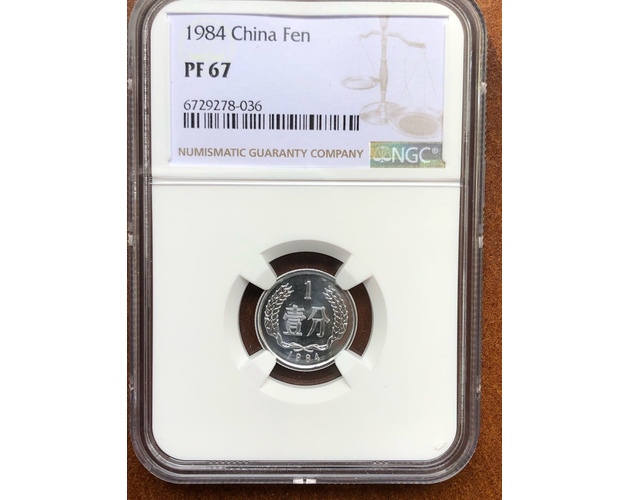 1984 China Fen
PF 67
6729278-036
NUMISMATIC GUARANTY COMPANY
NGC®
1
壹分
1984